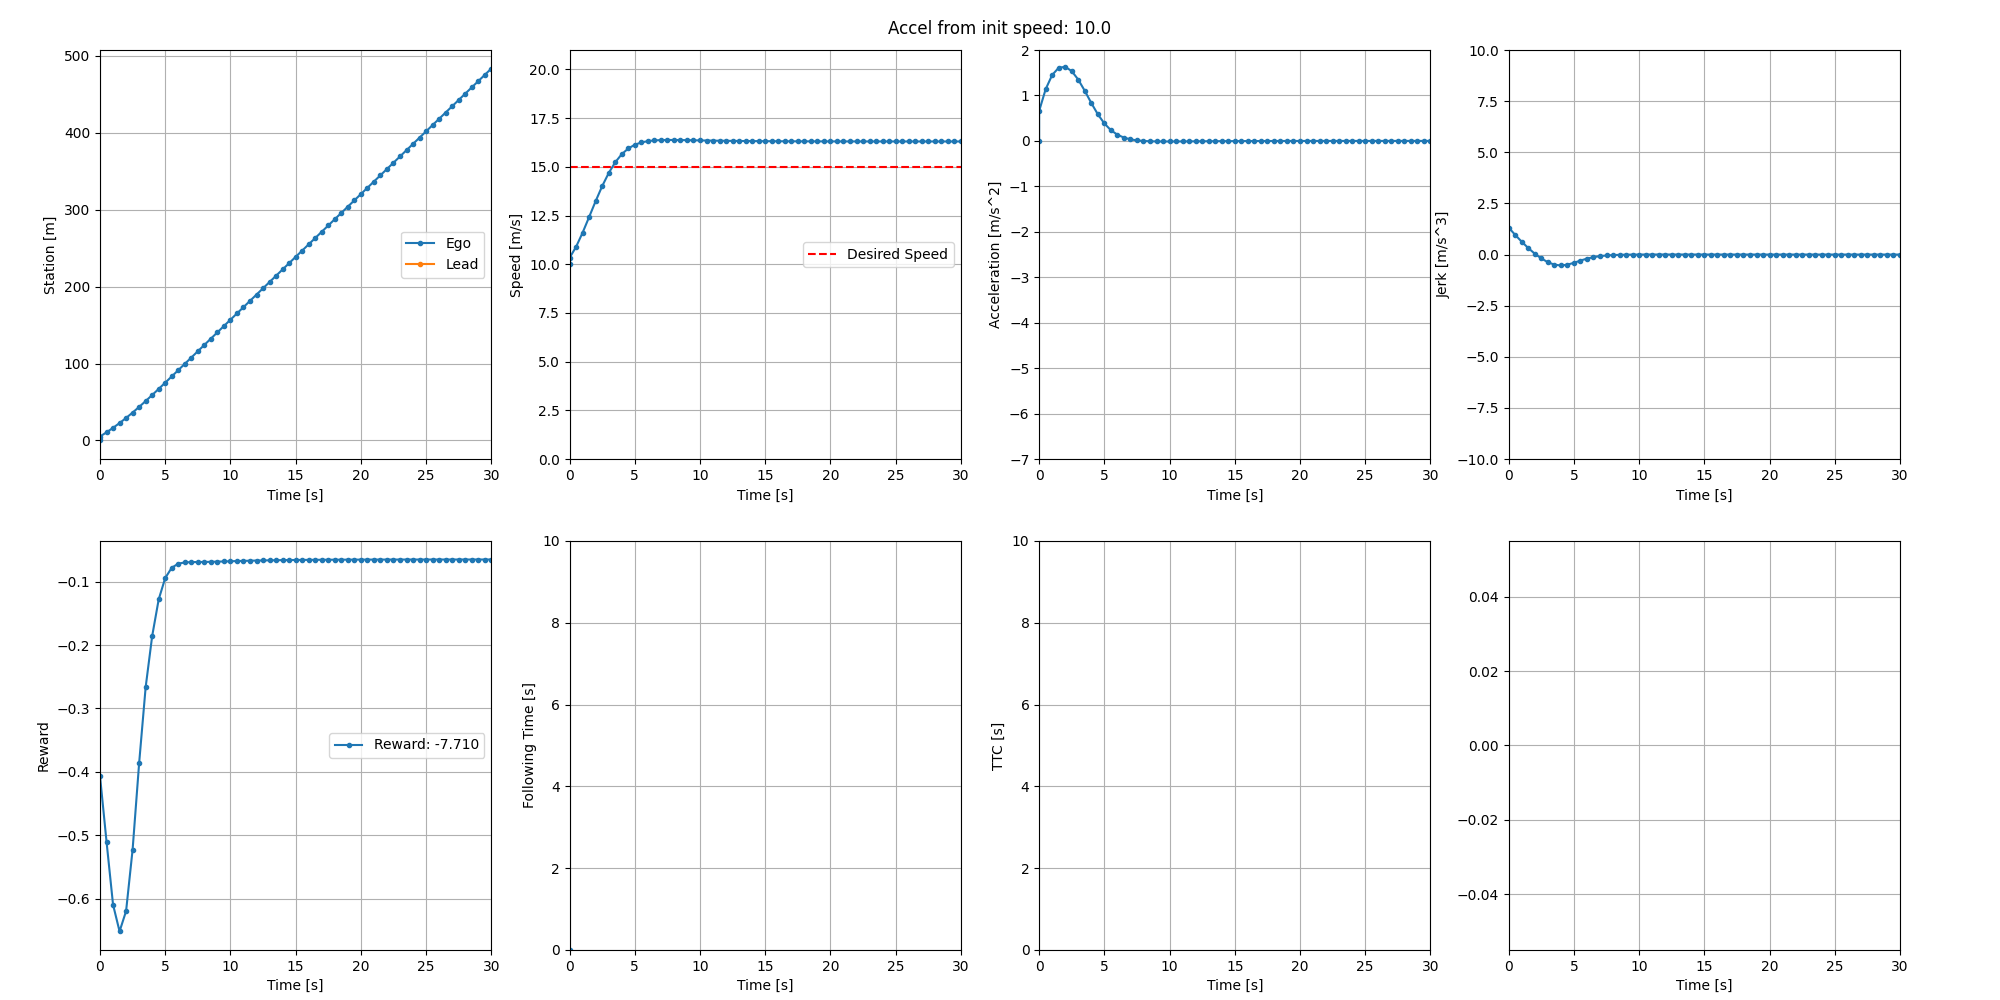 Accel from init speed: 10.0
500
400
300
200
100
0
Station [m]
Ego
Lead
0 5 10 15 20 25 30
Time [s]
20.0
17.5
15.0
12.5
10.0
7.5
5.0
2.5
0.0
Speed [m/s]
Desired Speed
0 5 10 15 20 25 30
Time [s]
2
1
0
−1
−2
−3
−4
−5
−6
−7
Acceleration [m/s^2]
0 5 10 15 20 25 30
Time [s]
10.0
7.5
5.0
2.5
0.0
−2.5
−5.0
−7.5
−10.0
Jerk [m/s^3]
0 5 10 15 20 25 30
Time [s]
−0.1
−0.2
−0.3
−0.4
−0.5
−0.6
Reward
Reward: -7.710
0 5 10 15 20 25 30
Time [s]
10
8
6
4
2
0
Following Time [s]
0 5 10 15 20 25 30
Time [s]
10
8
6
4
2
0
TTC [s]
0 5 10 15 20 25 30
Time [s]
0.04
0.02
0.00
−0.02
−0.04
0 5 10 15 20 25 30
Time [s]